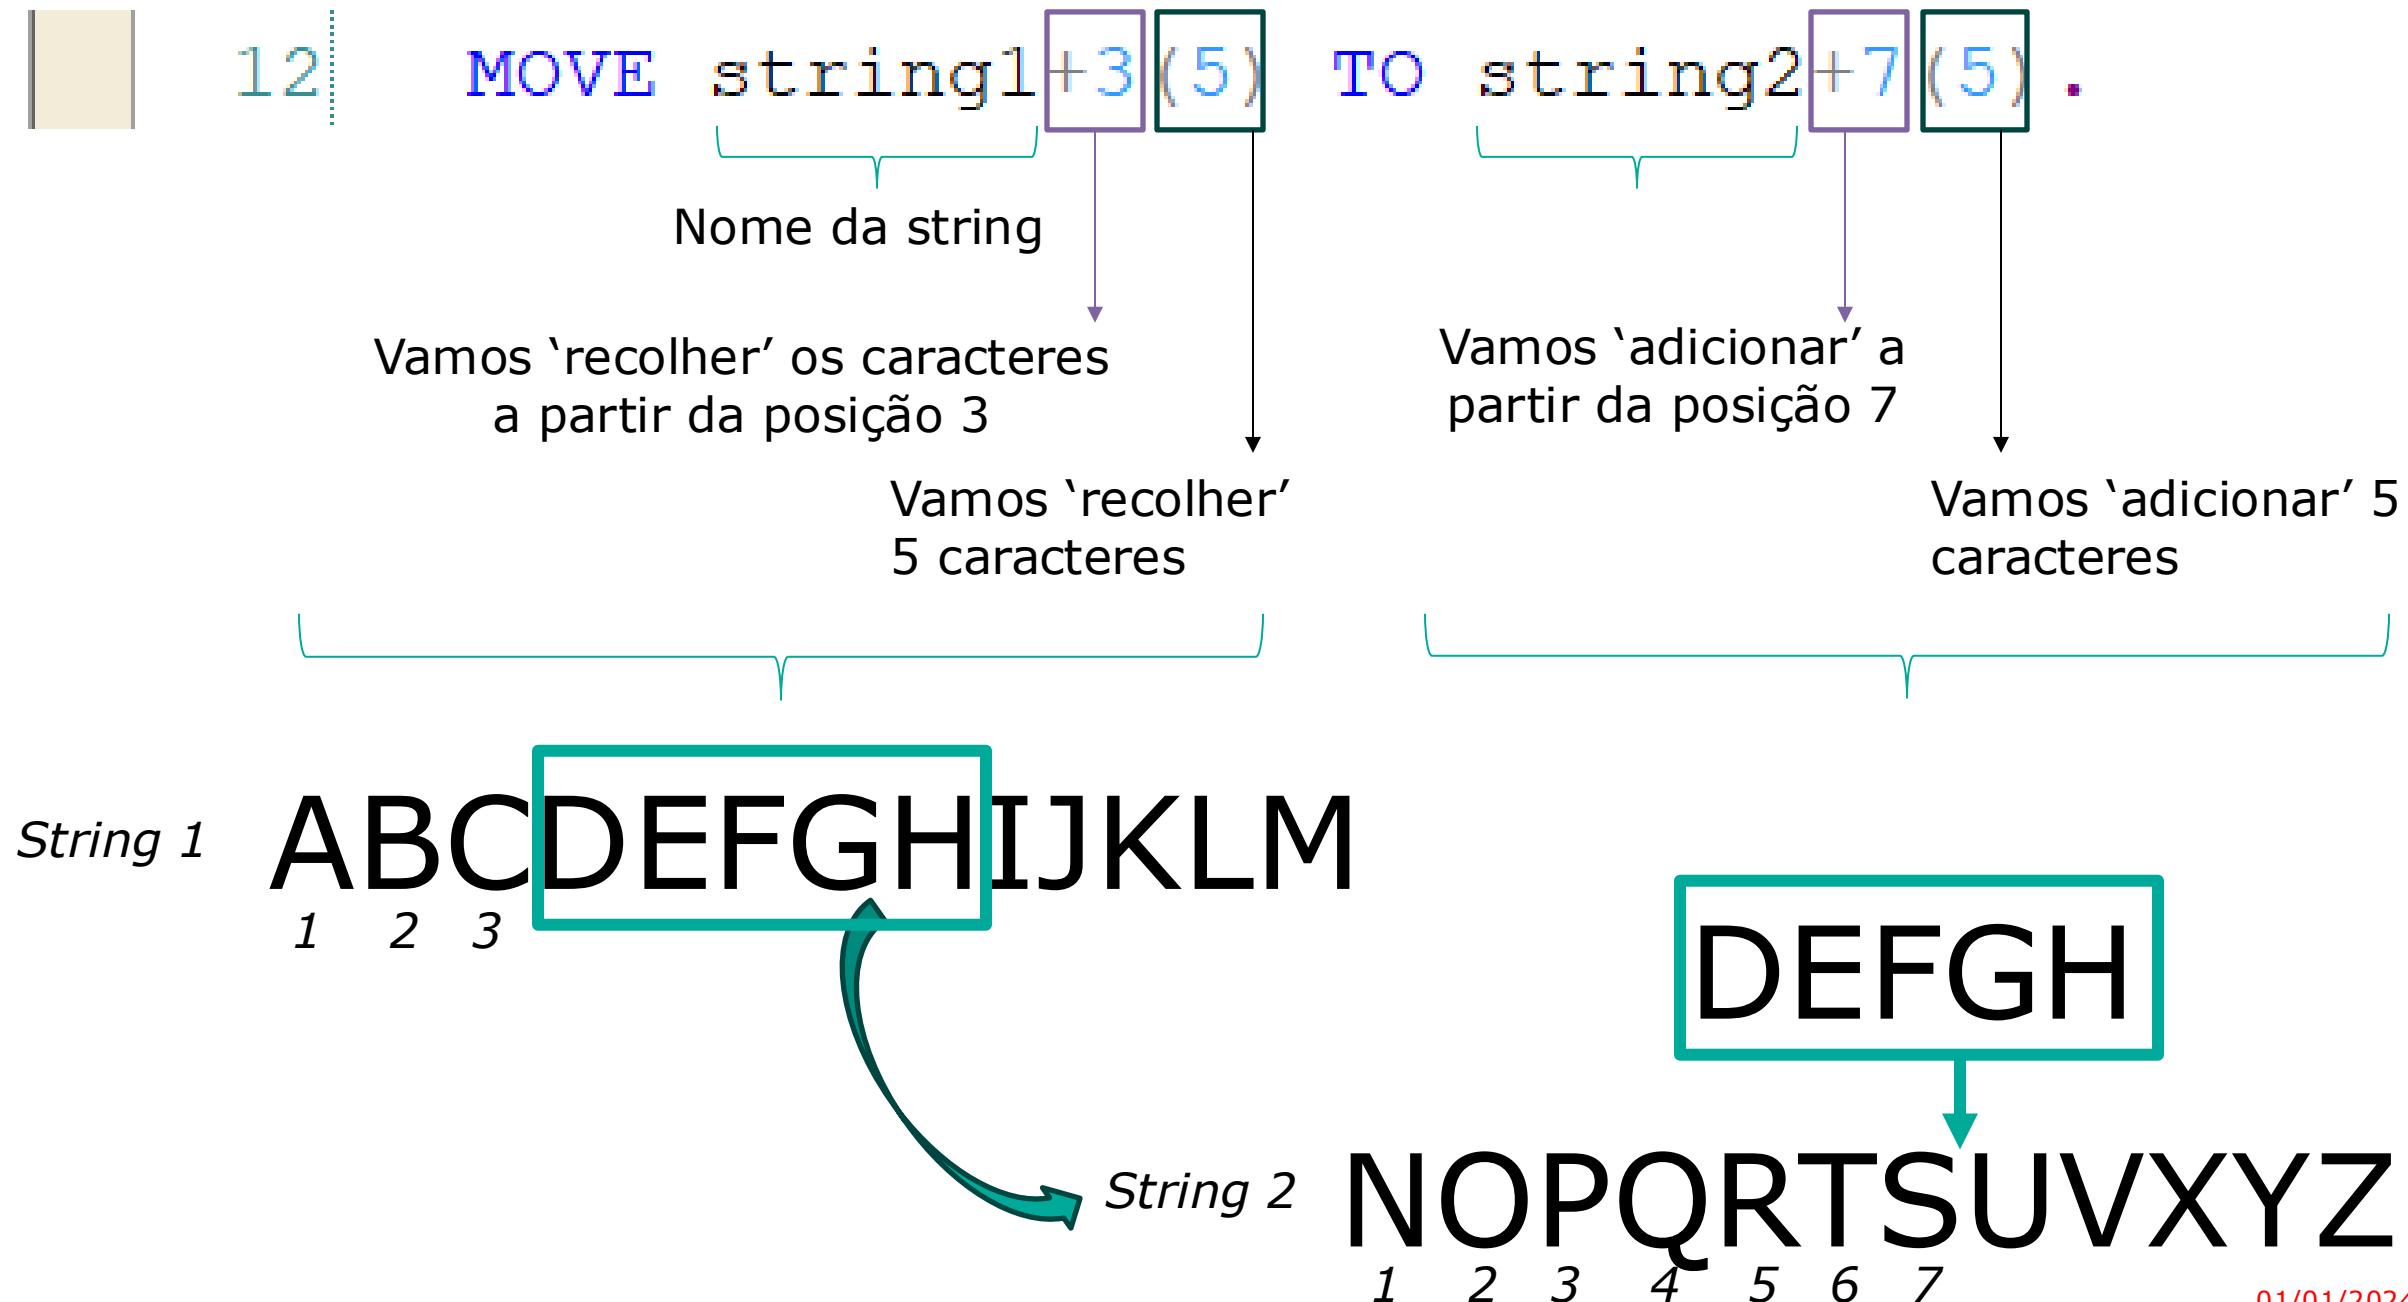 12 MOVE string1+3(5) TO string2+7(5).
Nome da string
Vamos ‘recolher’ os caracteres
a partir da posição 3
Vamos ‘adicionar’ a
partir da posição 7
Vamos ‘recolher’
5 caracteres
Vamos ‘adicionar’ 5
caracteres
String 1 ABCDEFGHIJKLM
1 2 3
DEFGH
String 2 NOPQRTSUVXYZ
1 2 3 4 5 6 7